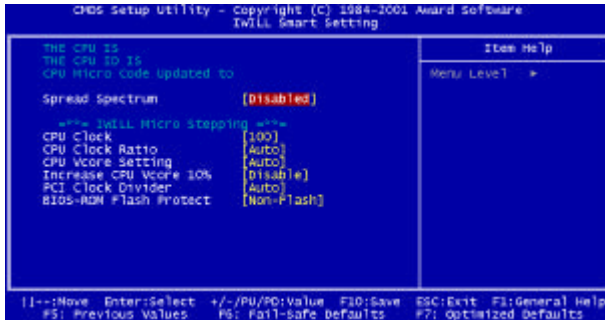 CMOS Setup Utility - Copyright (C) 1984-2001 Award Software
IWILL Smart Setting
THE CPU IS
THE CPU ID IS
CPU Micro Code Updated to
Spread Spectrum [Disabled]
-=**= IWILL Micro Stepping =**=
CPU Clock [100]
CPU Clock Ratio [Auto]
CPU Vcore Setting [Auto]
Increase CPU Vcore 10% [Disable]
PCI Clock Divider [Auto]
BIOS-ROM Flash Protect [Non-Flash]
Item Help
Menu Level ▸
||--:Move Enter:Select +/-/PU/PD:Value F10:Save ESC:Exit F1:General Help
F5: Previous Values F6: Fail-Safe Defaults F7: Optimized Defaults